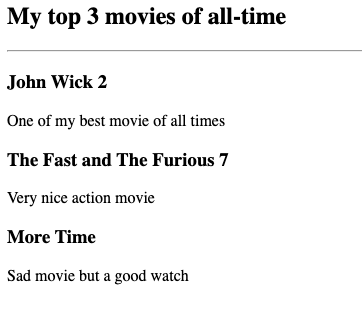 My top 3 movies of all-time
John Wick 2
One of my best movie of all times
The Fast and The Furious 7
Very nice action movie
More Time
Sad movie but a good watch